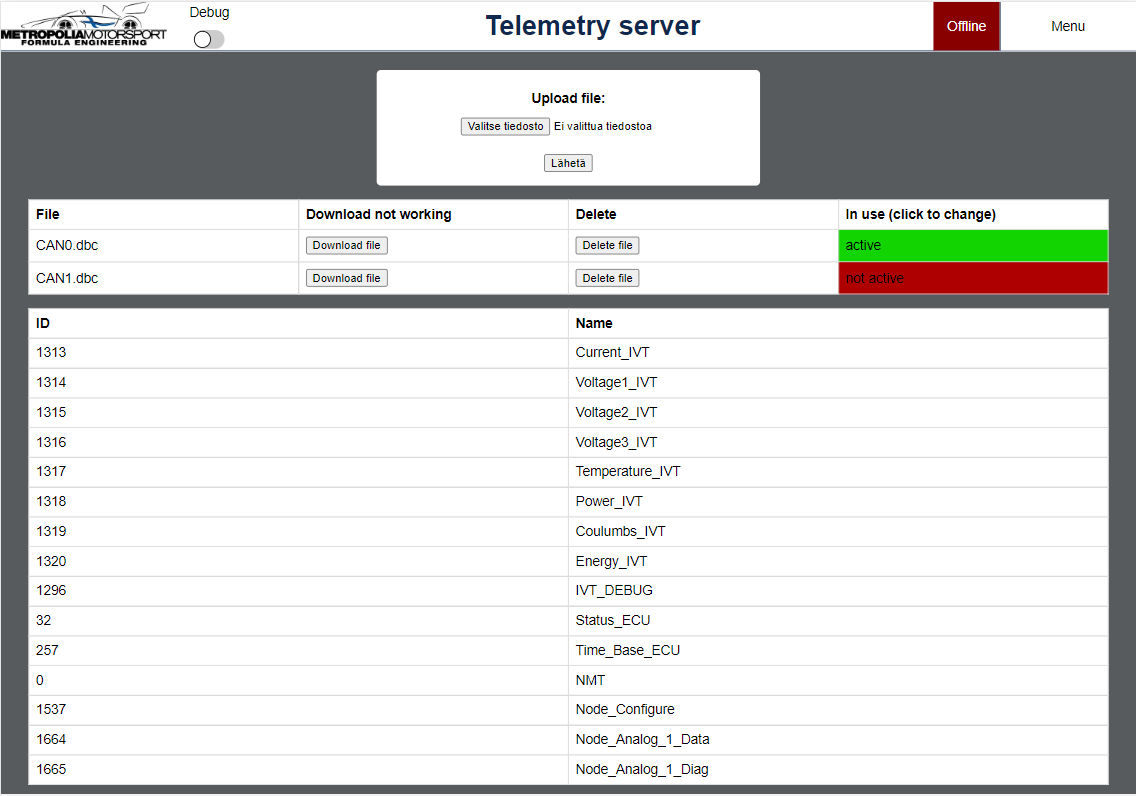 METROPOLIAMOTORSPORT
FORMULA ENGINEERING
Debug
Telemetry server
Offline
Menu
Upload file:
Valitse tiedosto Ei valittua tiedostoa
Lähetä
File Download not working Delete In use (click to change)
CAN0.dbc Download file Delete file active
CAN1.dbc Download file Delete file not active
ID Name
1313 Current_IVT
1314 Voltage1_IVT
1315 Voltage2_IVT
1316 Voltage3_IVT
1317 Temperature_IVT
1318 Power_IVT
1319 Coulumbs_IVT
1320 Energy_IVT
1296 IVT_DEBUG
32 Status_ECU
257 Time_Base_ECU
0 NMT
1537 Node_Configure
1664 Node_Analog_1_Data
1665 Node_Analog_1_Diag